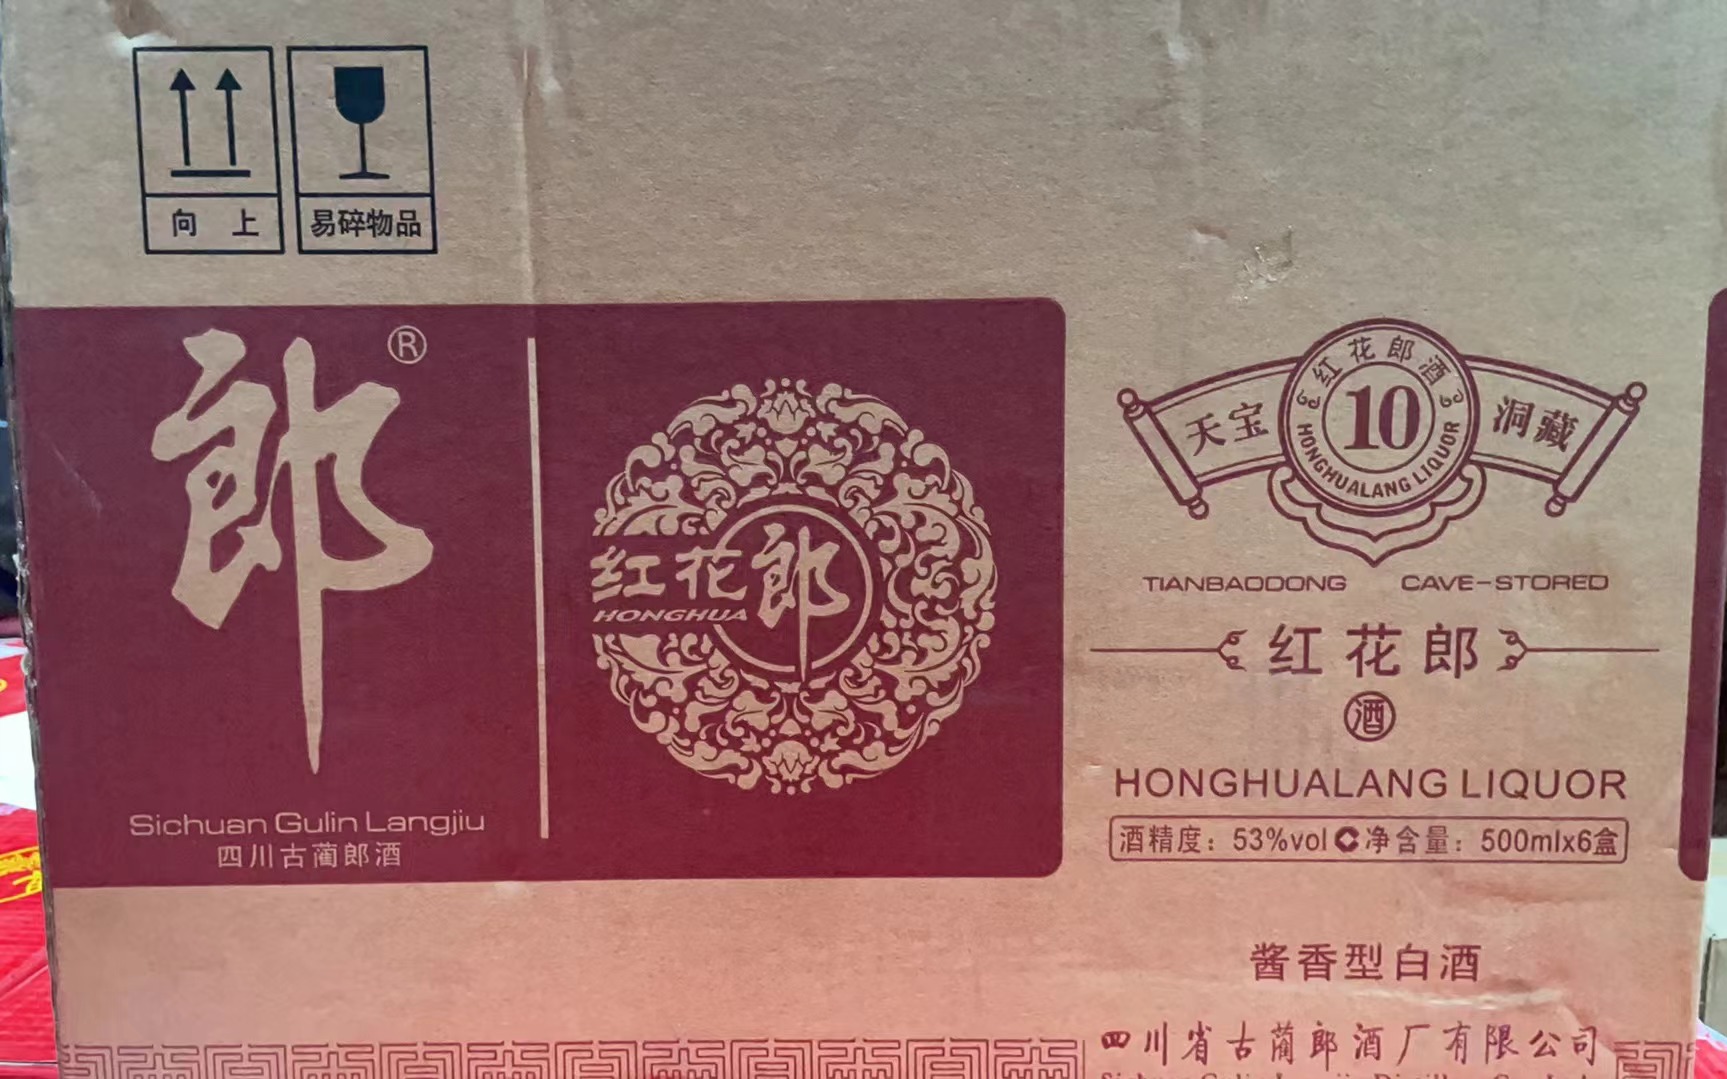 向 上
易碎物品
郎®
Sichuan Gulin Langjiu
四川古蔺郎酒
红花郎
HONGHUA
红花郎酒
天宝 10 洞藏
HONGHUALANG LIQUOR
TIANBAODONG CAVE-STORED
红花郎
酒
HONGHUALANG LIQUOR
酒精度：53%vol 净含量：500mlx6盒
酱香型白酒
四川省古蔺郎酒厂有限公司